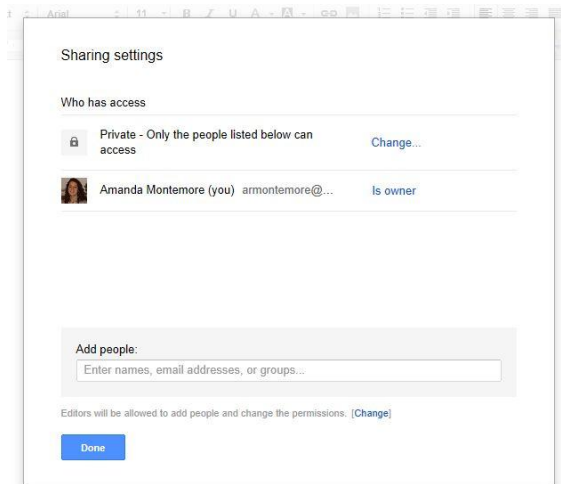 Arial 11 B I U A
Sharing settings
Who has access
Private - Only the people listed below can
access
Change...
Amanda Montemore (you) armontemore@... Is owner
Add people:
Enter names, email addresses, or groups...
Editors will be allowed to add people and change the permissions. [Change]
Done